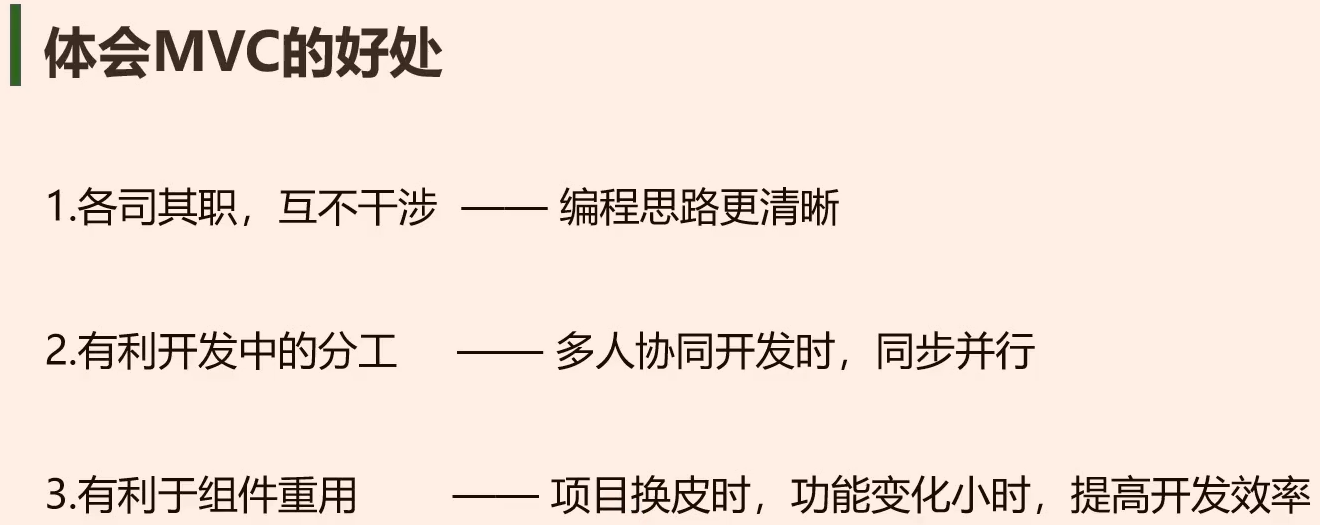 体会MVC的好处
1.各司其职，互不干涉 —— 编程思路更清晰
2.有利开发中的分工 —— 多人协同开发时，同步并行
3.有利于组件重用 —— 项目换皮时，功能变化小时，提高开发效率